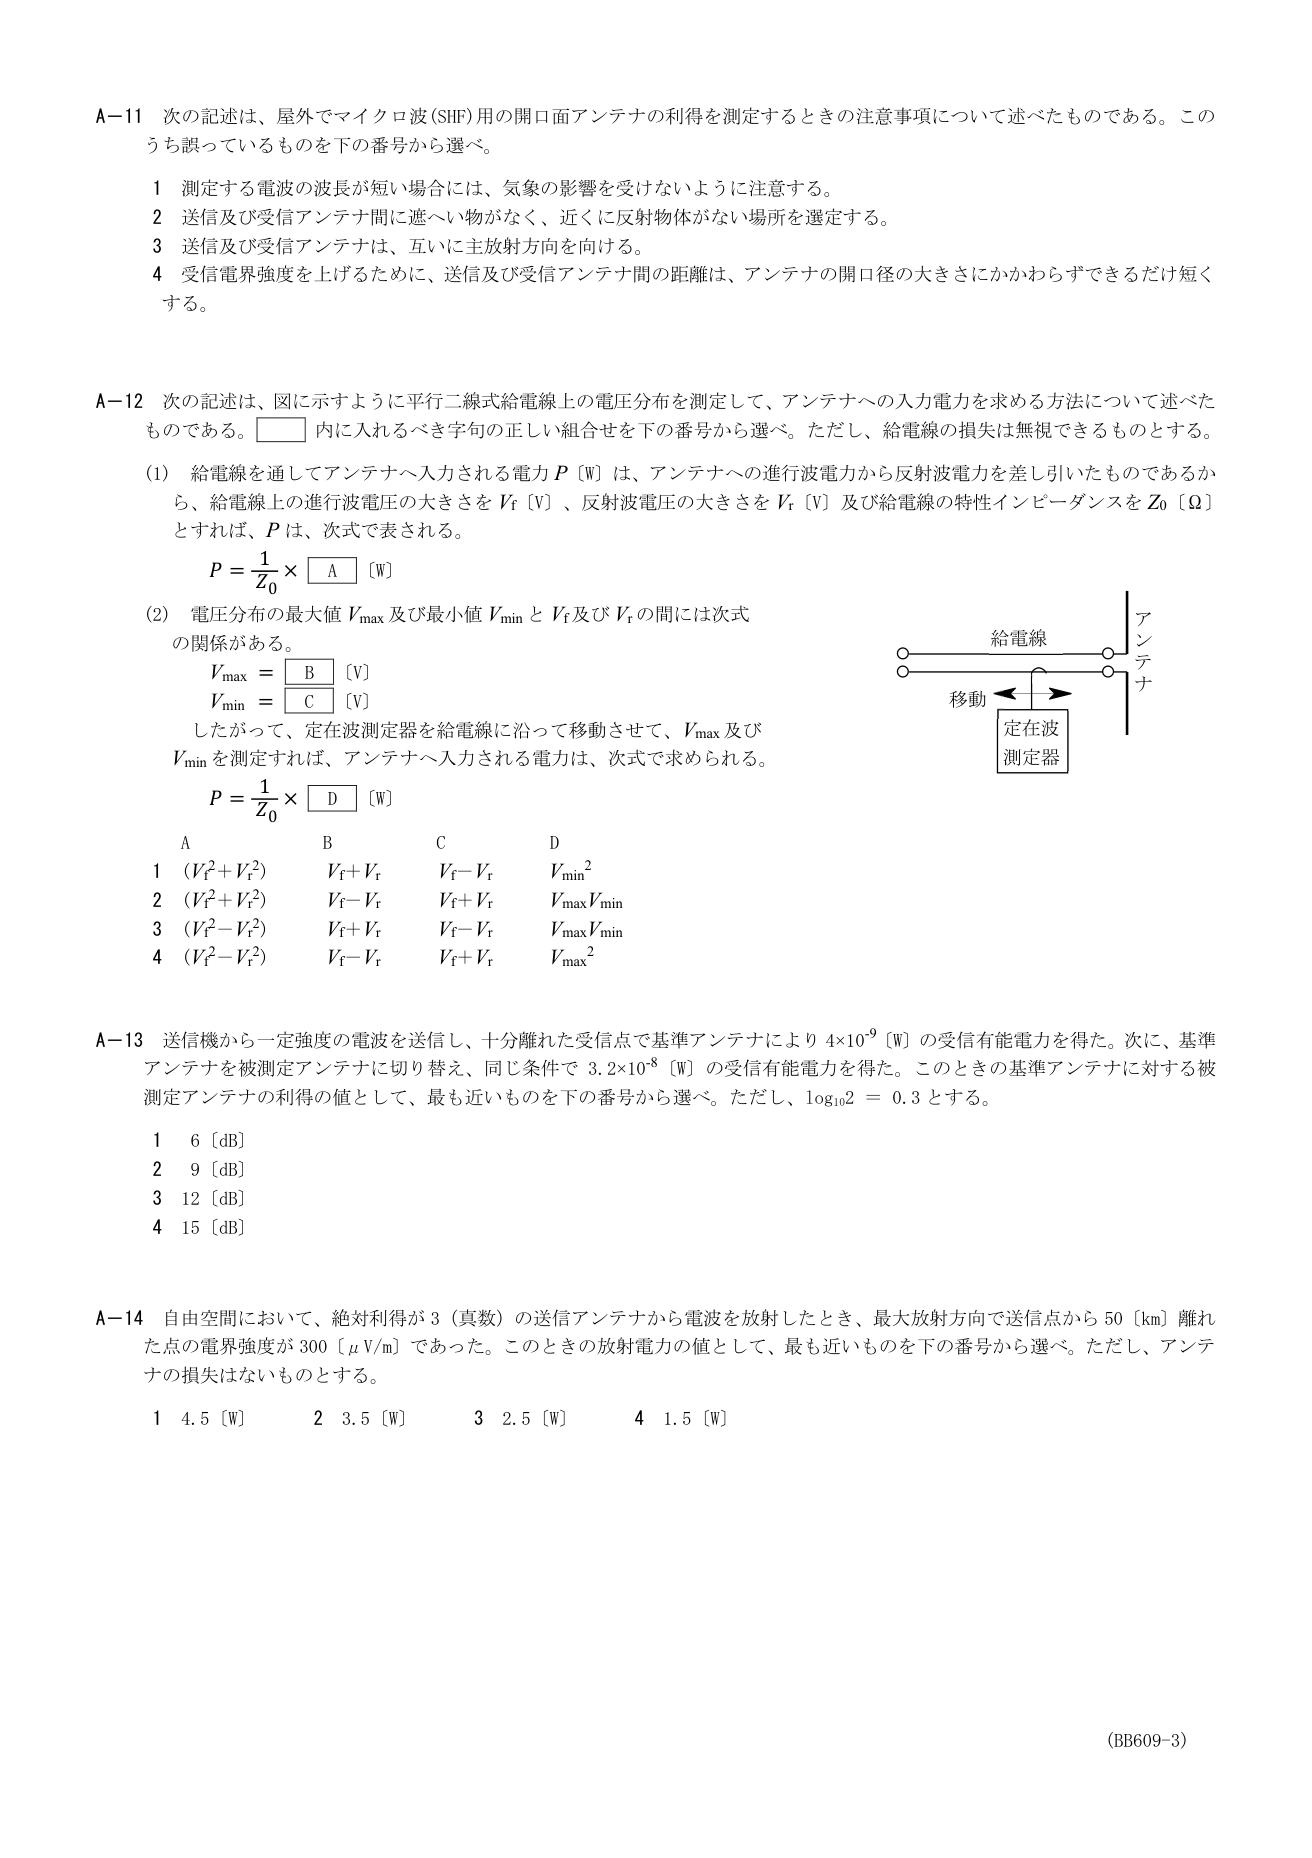 A－11　次の記述は、屋外でマイクロ波(SHF)用の開口面アンテナの利得を測定するときの注意事項について述べたものである。この
うち誤っているものを下の番号から選べ。
1　測定する電波の波長が短い場合には、気象の影響を受けないように注意する。
2　送信及び受信アンテナ間に遮へい物がなく、近くに反射物体がない場所を選定する。
3　送信及び受信アンテナは、互いに主放射方向を向ける。
4　受信電界強度を上げるために、送信及び受信アンテナ間の距離は、アンテナの開口径の大きさにかかわらずできるだけ短く
する。
A－12　次の記述は、図に示すように平行二線式給電線上の電圧分布を測定して、アンテナへの入力電力を求める方法について述べた
ものである。□内に入れるべき字句の正しい組合せを下の番号から選べ。ただし、給電線の損失は無視できるものとする。
(1)　給電線を通してアンテナへ入力される電力 P〔W〕は、アンテナへの進行波電力から反射波電力を差し引いたものであるか
ら、給電線上の進行波電圧の大きさを Vf〔V〕、反射波電圧の大きさを Vr〔V〕及び給電線の特性インピーダンスを Z0〔Ω〕
とすれば、P は、次式で表される。
P = 1/Z0 × A〔W〕
(2)　電圧分布の最大値 Vmax 及び最小値 Vmin と Vf及び Vr の間には次式
の関係がある。
Vmax ＝ B〔V〕
Vmin ＝ C〔V〕
したがって、定在波測定器を給電線に沿って移動させて、Vmax 及び
Vmin を測定すれば、アンテナへ入力される電力は、次式で求められる。
P = 1/Z0 × D〔W〕
給電線
アンテナ
移動
定在波
測定器
A　B　C　D
1　(Vf²＋Vr²)　Vf＋Vr　Vf－Vr　Vmin²
2　(Vf²＋Vr²)　Vf－Vr　Vf＋Vr　VmaxVmin
3　(Vf²－Vr²)　Vf＋Vr　Vf－Vr　VmaxVmin
4　(Vf²－Vr²)　Vf－Vr　Vf＋Vr　Vmax²
A－13　送信機から一定強度の電波を送信し、十分離れた受信点で基準アンテナにより 4×10⁻⁹〔W〕の受信有能電力を得た。次に、基準
アンテナを被測定アンテナに切り替え、同じ条件で 3.2×10⁻⁸〔W〕の受信有能電力を得た。このときの基準アンテナに対する被
測定アンテナの利得の値として、最も近いものを下の番号から選べ。ただし、log₁₀2 ＝ 0.3 とする。
1　6〔dB〕
2　9〔dB〕
3　12〔dB〕
4　15〔dB〕
A－14　自由空間において、絶対利得が 3（真数）の送信アンテナから電波を放射したとき、最大放射方向で送信点から 50〔km〕離れ
た点の電界強度が 300〔μV/m〕であった。このときの放射電力の値として、最も近いものを下の番号から選べ。ただし、アンテ
ナの損失はないものとする。
1　4.5〔W〕　2　3.5〔W〕　3　2.5〔W〕　4　1.5〔W〕
(BB609-3)